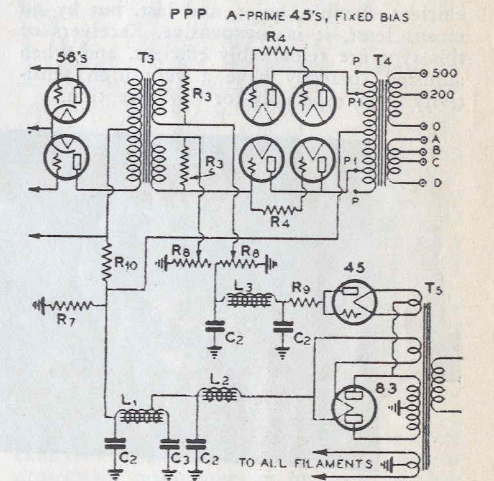 PPP A-PRIME 45'S, FIXED BIAS
56's
T3
R4
P
T4
500
200
P1
R3
O
A
B
C
D
R3
P1
P
R4
R10
R8
R8
R7
L3
R9
45
T5
C2
C2
L1
L2
83
C2
C3
C2
TO ALL FILAMENTS